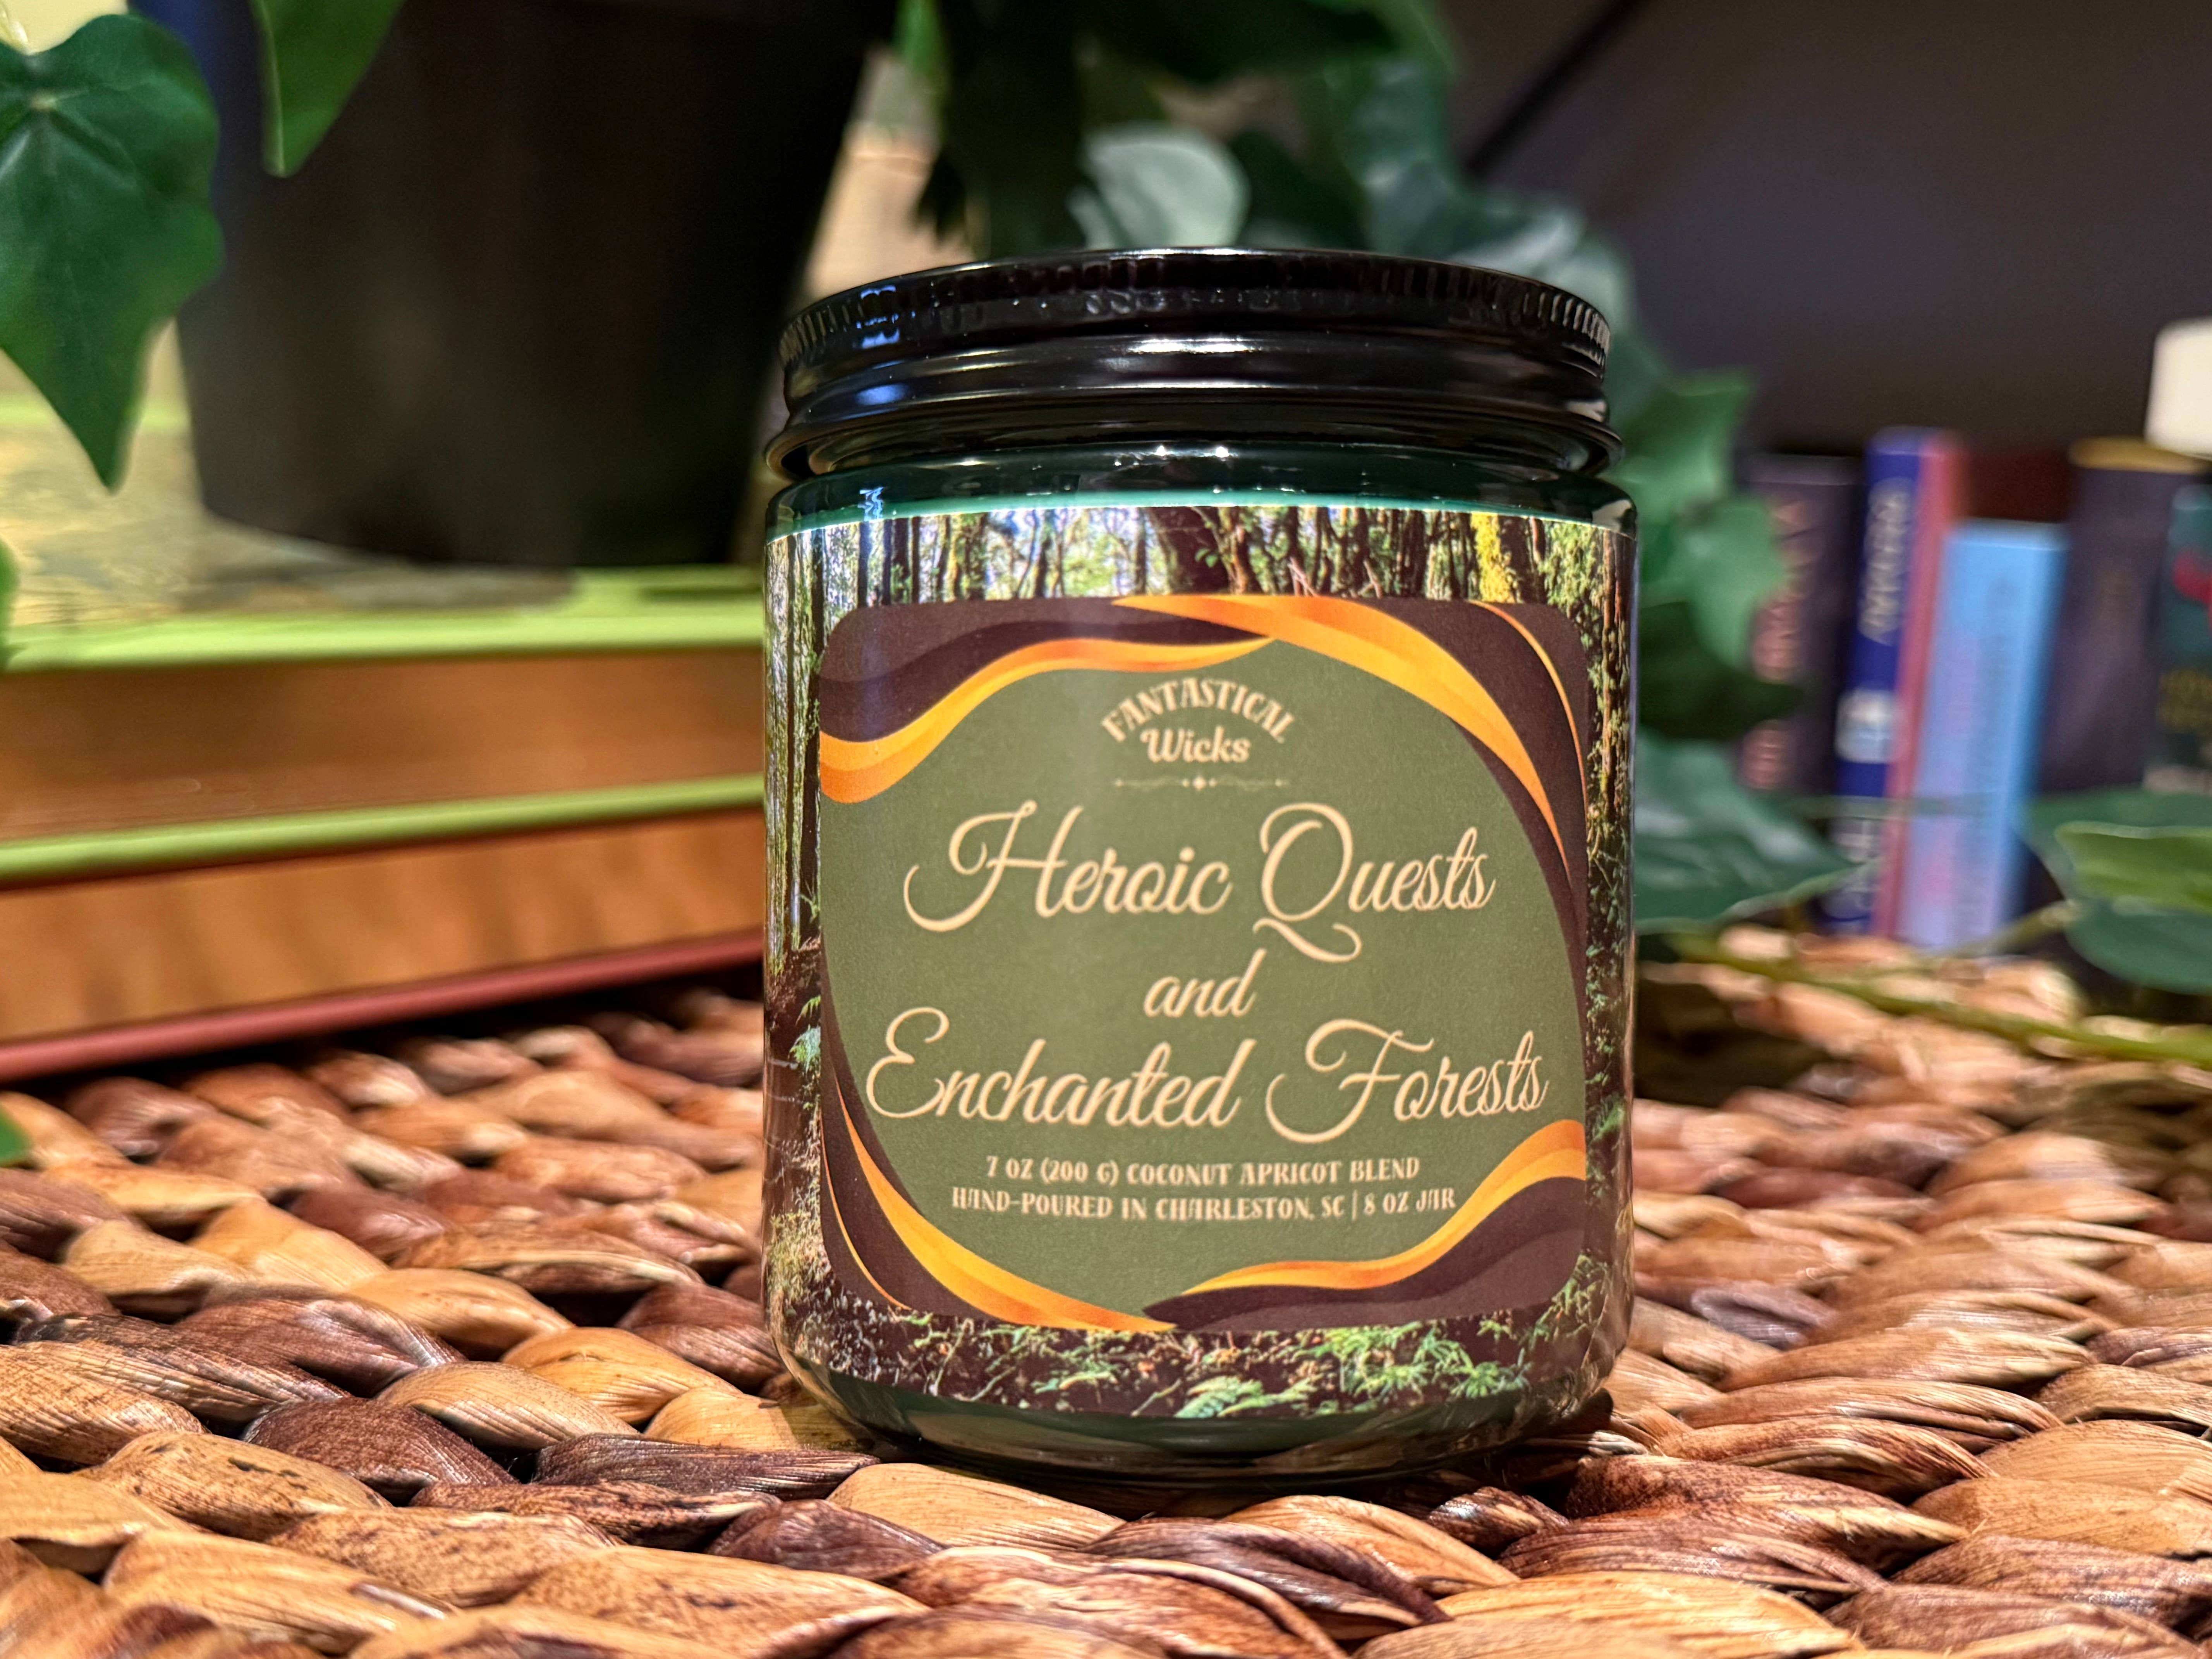 FANTASTICAL
Wicks
Heroic Quests
and
Enchanted Forests
7 OZ (200 G) COCONUT APRICOT BLEND
HAND-POURED IN CHARLESTON, SC | 8 OZ JAR